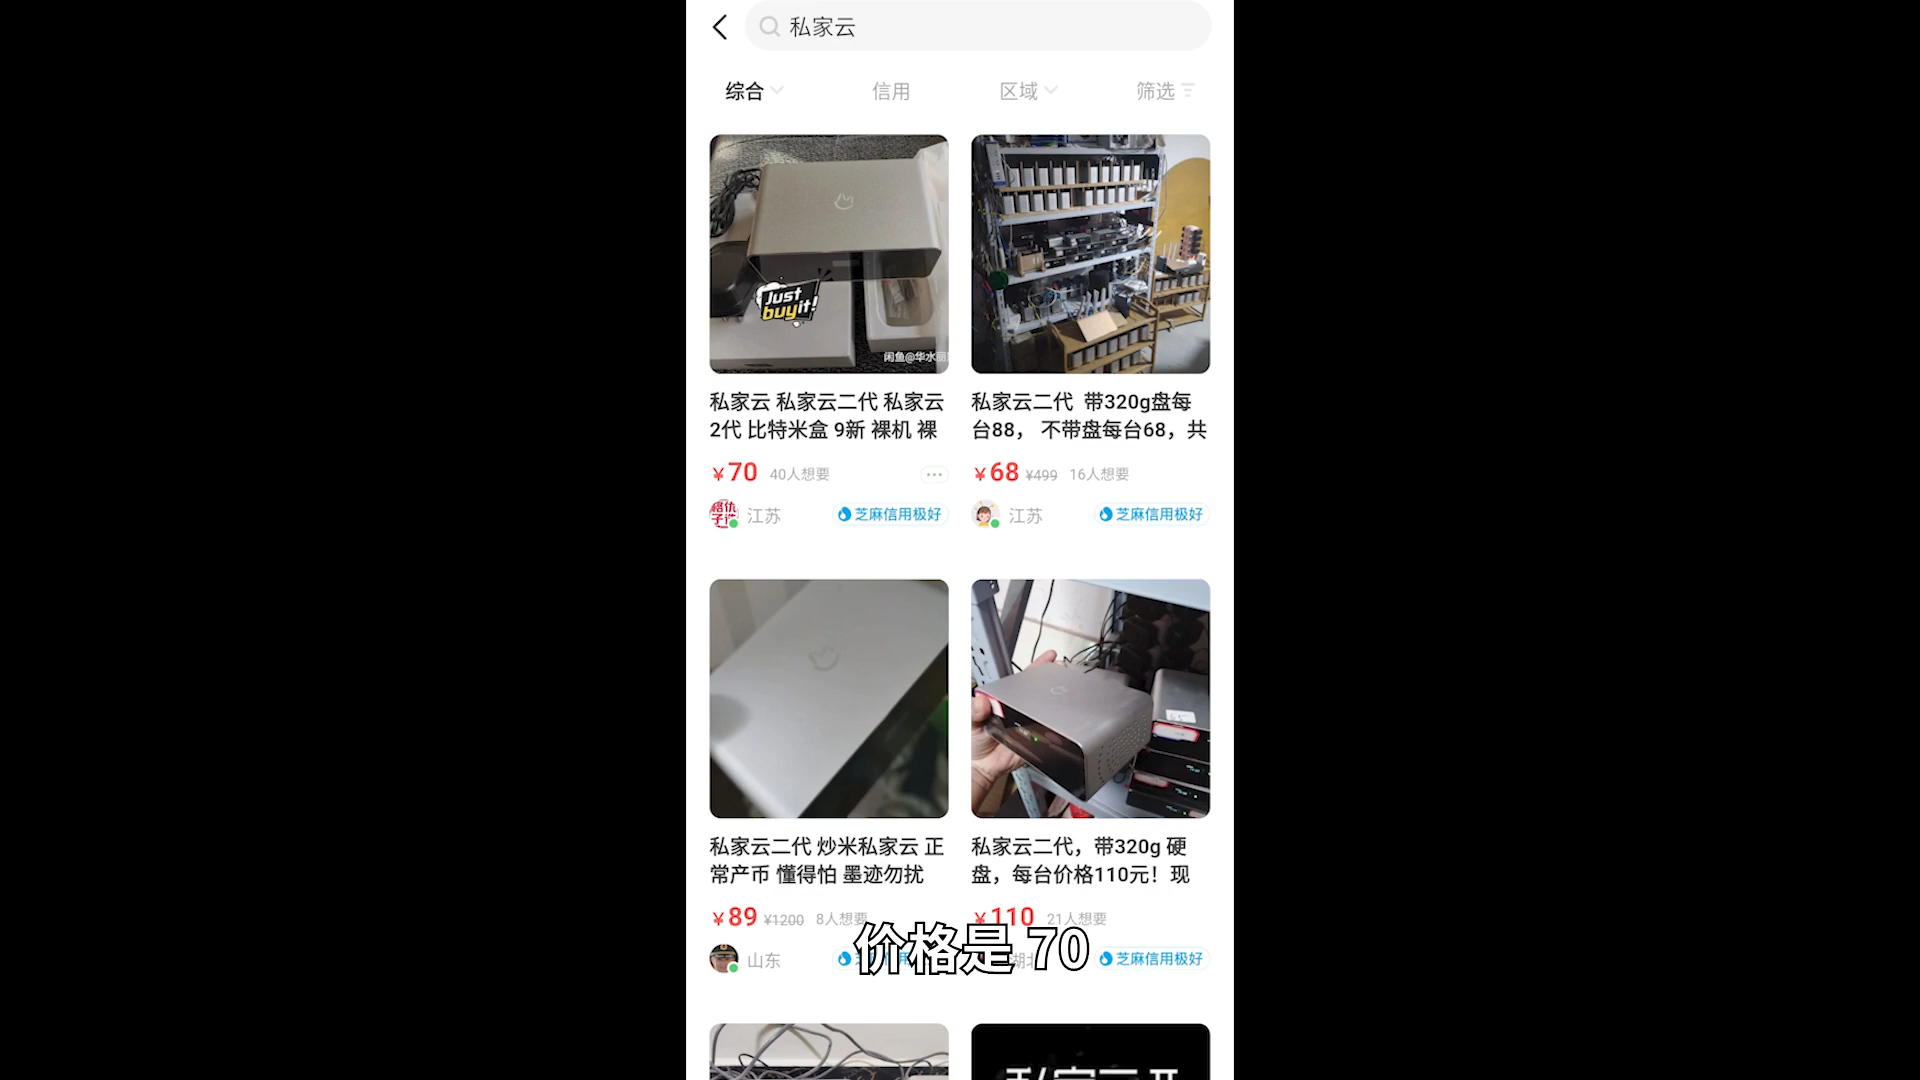 私家云
综合
信用
区域
筛选
Just
buy it!
闲鱼@华水丽
私家云 私家云二代 私家云
2代 比特米盒 9新 裸机 裸
¥70 40人想要
江苏
芝麻信用极好
私家云二代 带320g盘每
台88， 不带盘每台68，共
¥68 ¥499 16人想要
江苏
芝麻信用极好
私家云二代 炒米私家云 正
常产币 懂得怕 墨迹勿扰
¥89 ¥1200 8人想要
山东
私家云二代，带320g 硬
盘，每台价格110元！现
¥110 21人想要
湖北
芝麻信用极好
价格是 70